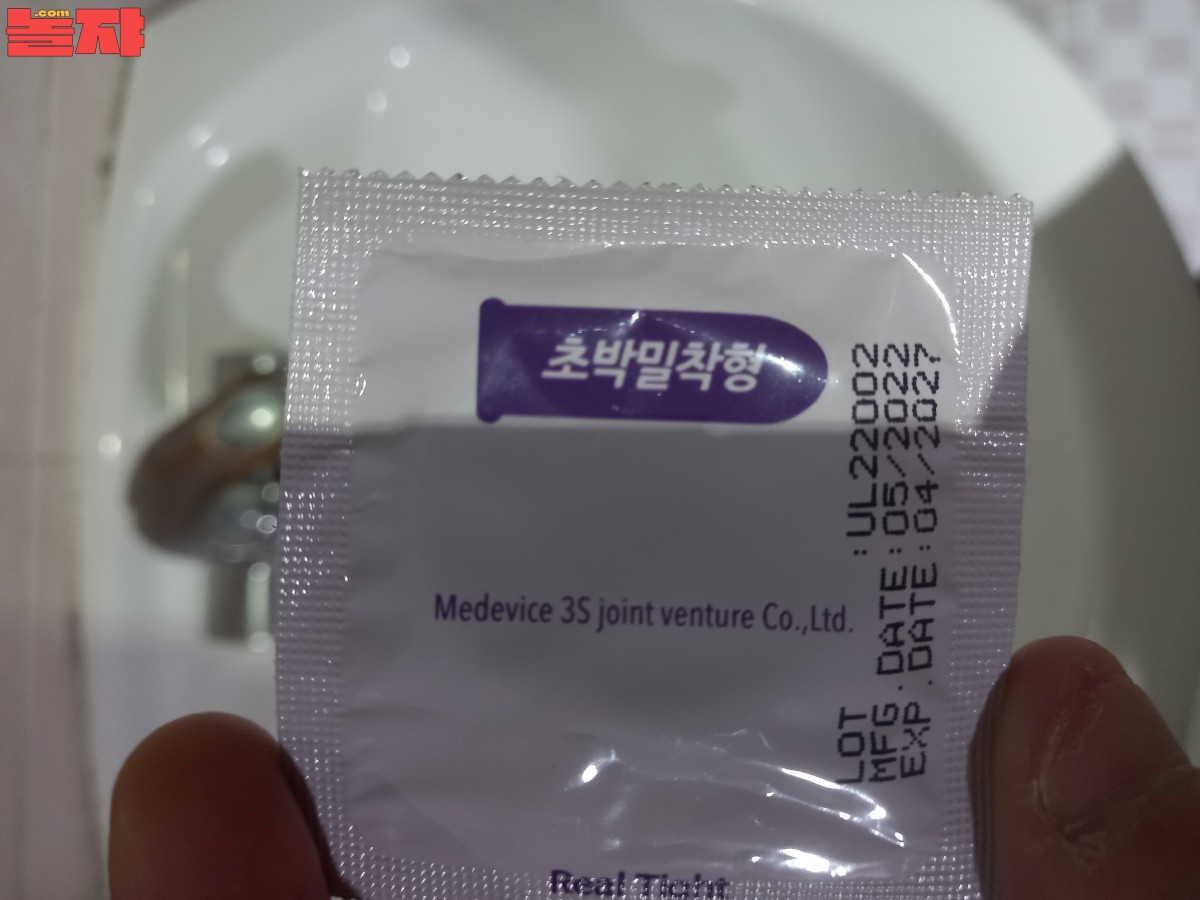 .com
놀쟈
초박밀착형
Medevice 3S joint venture Co.,Ltd.
LOT : UL22002
MFG. DATE : 05/2022
EXP. DATE : 04/2027
Real Tight